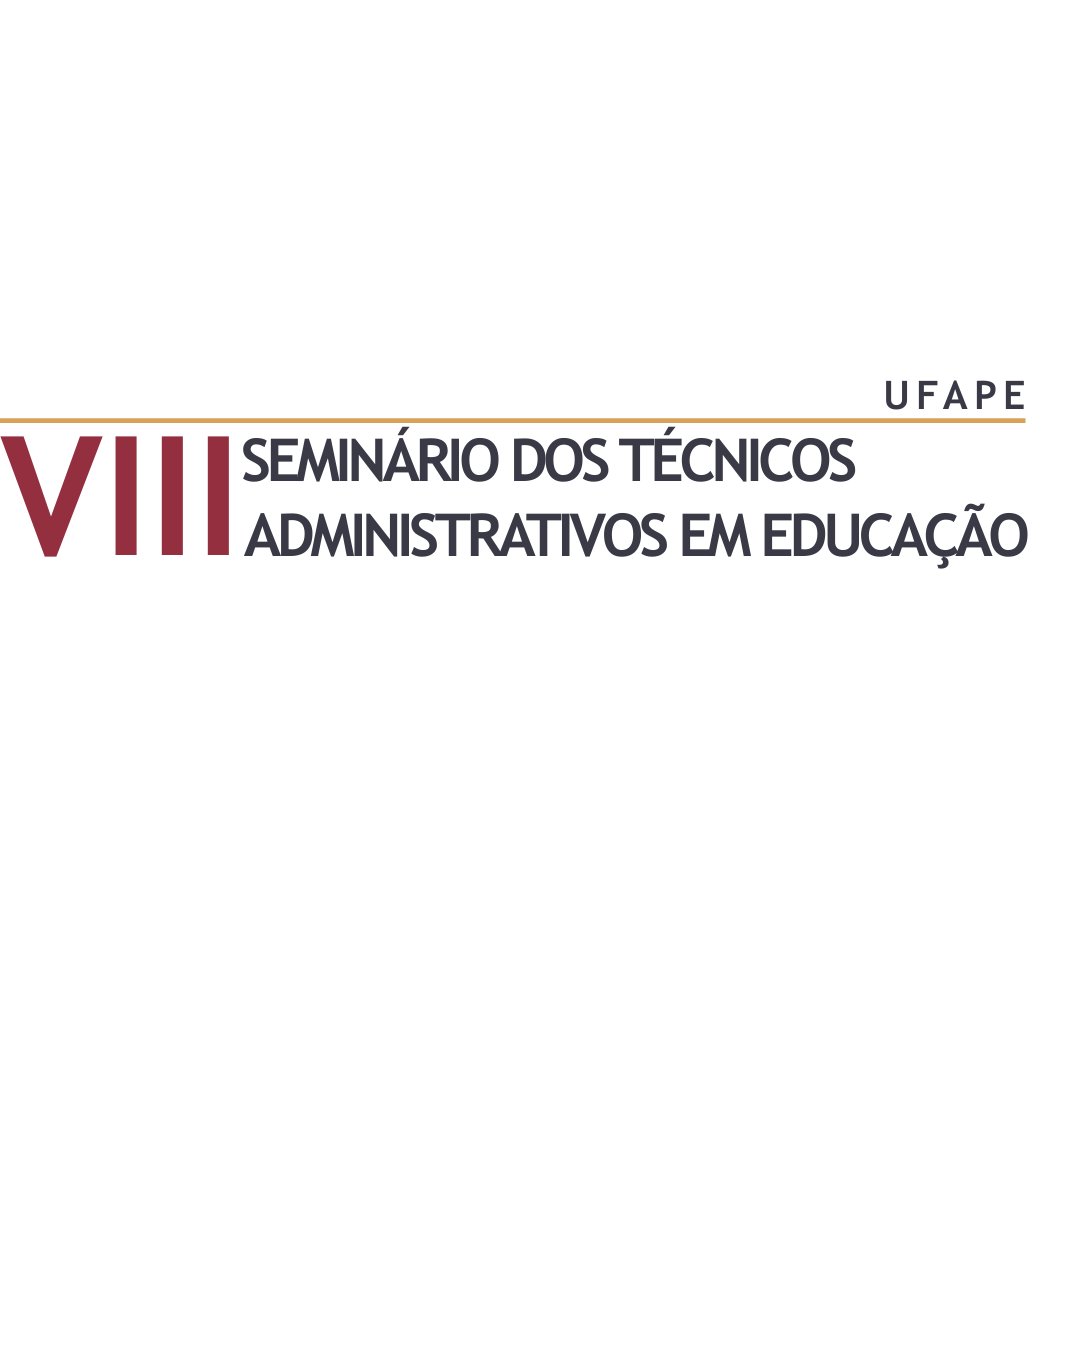 UFAPE
VIII SEMINÁRIO DOS TÉCNICOS
ADMINISTRATIVOS EM EDUCAÇÃO